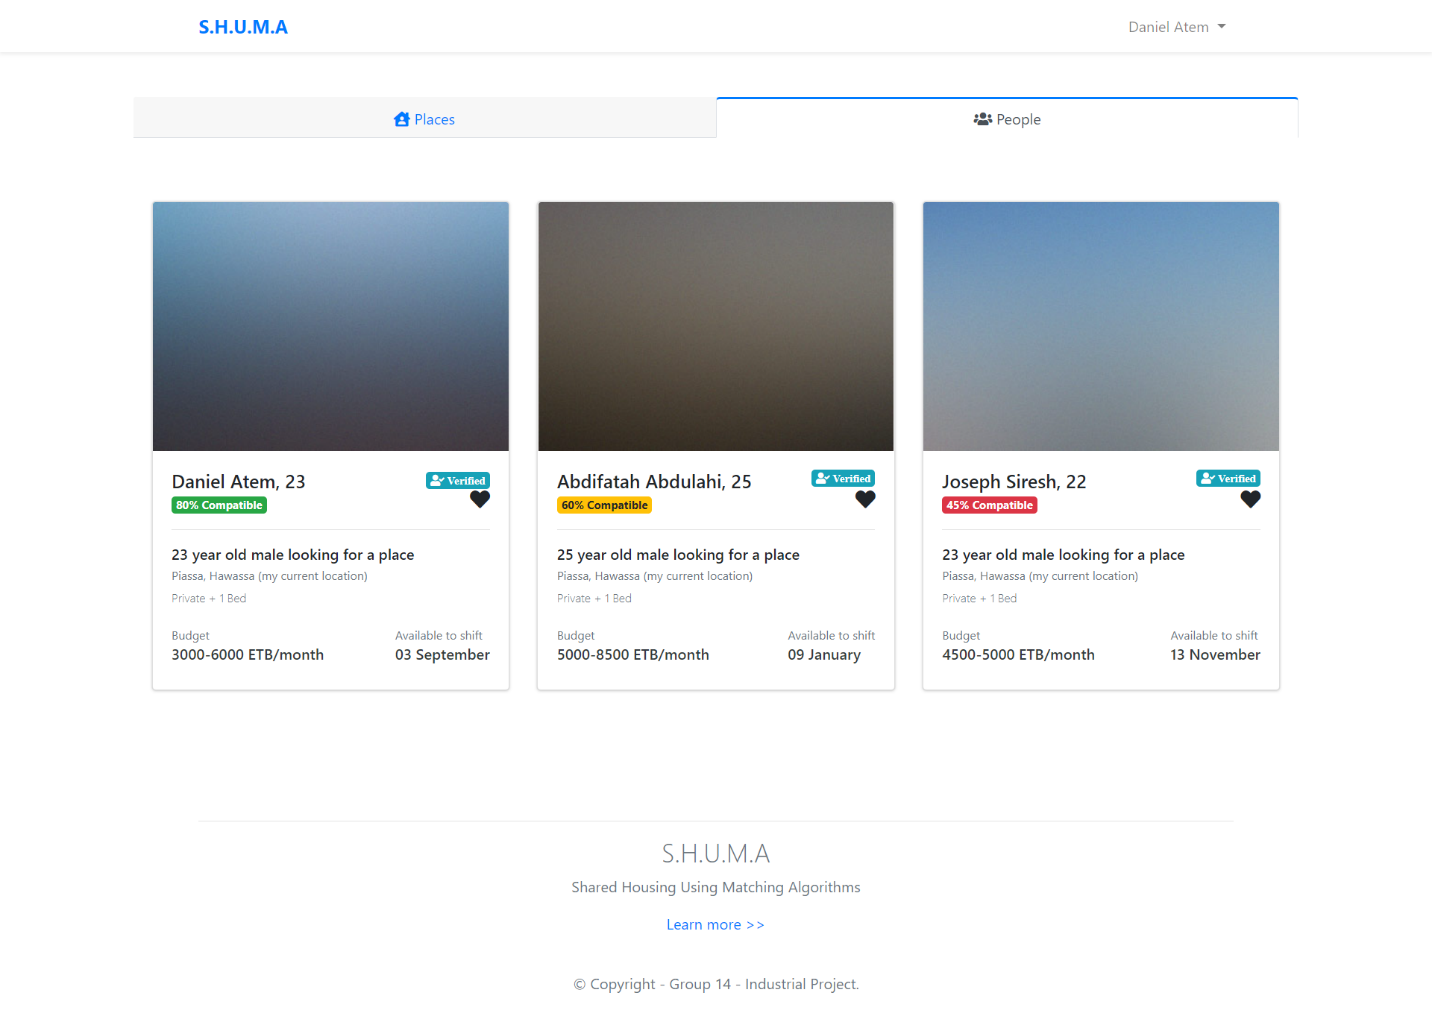 S.H.U.M.A
Daniel Atem
Places
People
Daniel Atem, 23
Verified
80% Compatible
23 year old male looking for a place
Piassa, Hawassa (my current location)
Private + 1 Bed
Budget
Available to shift
3000-6000 ETB/month
03 September
Abdifatah Abdulahi, 25
Verified
60% Compatible
25 year old male looking for a place
Piassa, Hawassa (my current location)
Private + 1 Bed
Budget
Available to shift
5000-8500 ETB/month
09 January
Joseph Siresh, 22
Verified
45% Compatible
23 year old male looking for a place
Piassa, Hawassa (my current location)
Private + 1 Bed
Budget
Available to shift
4500-5000 ETB/month
13 November
S.H.U.M.A
Shared Housing Using Matching Algorithms
Learn more >>
© Copyright - Group 14 - Industrial Project.